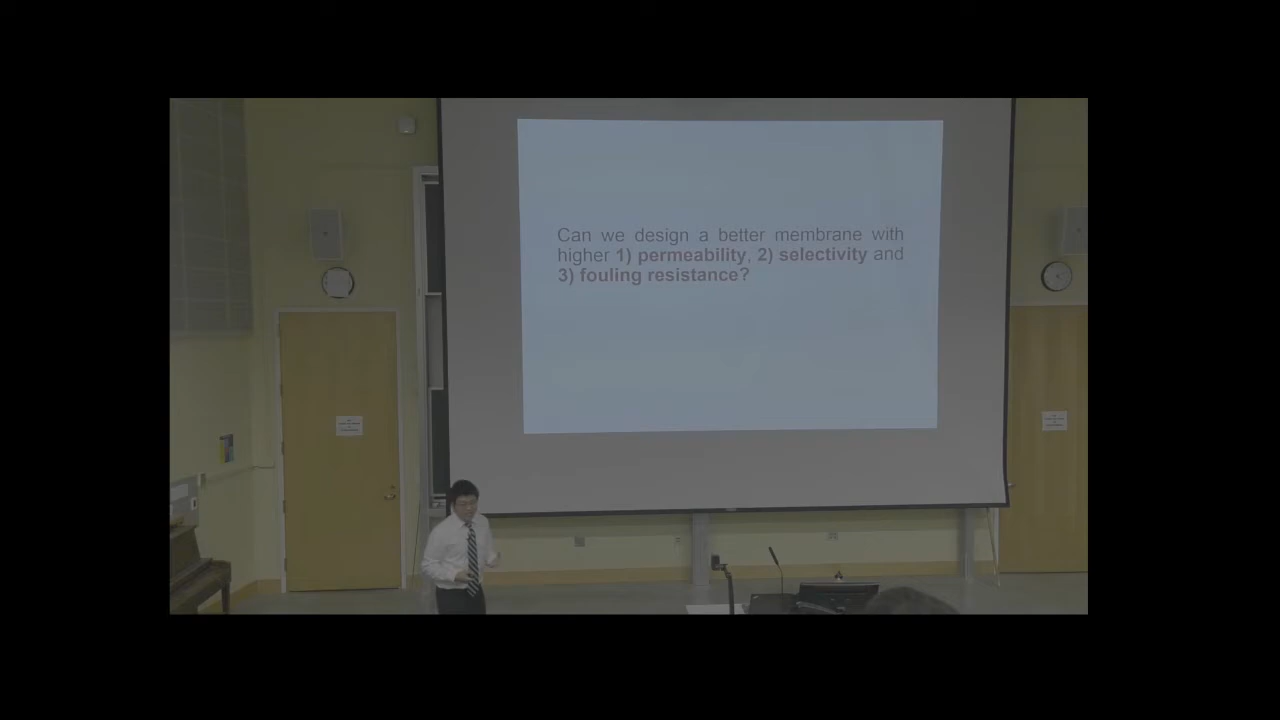 Can we design a better membrane with
higher 1) permeability, 2) selectivity and
3) fouling resistance?